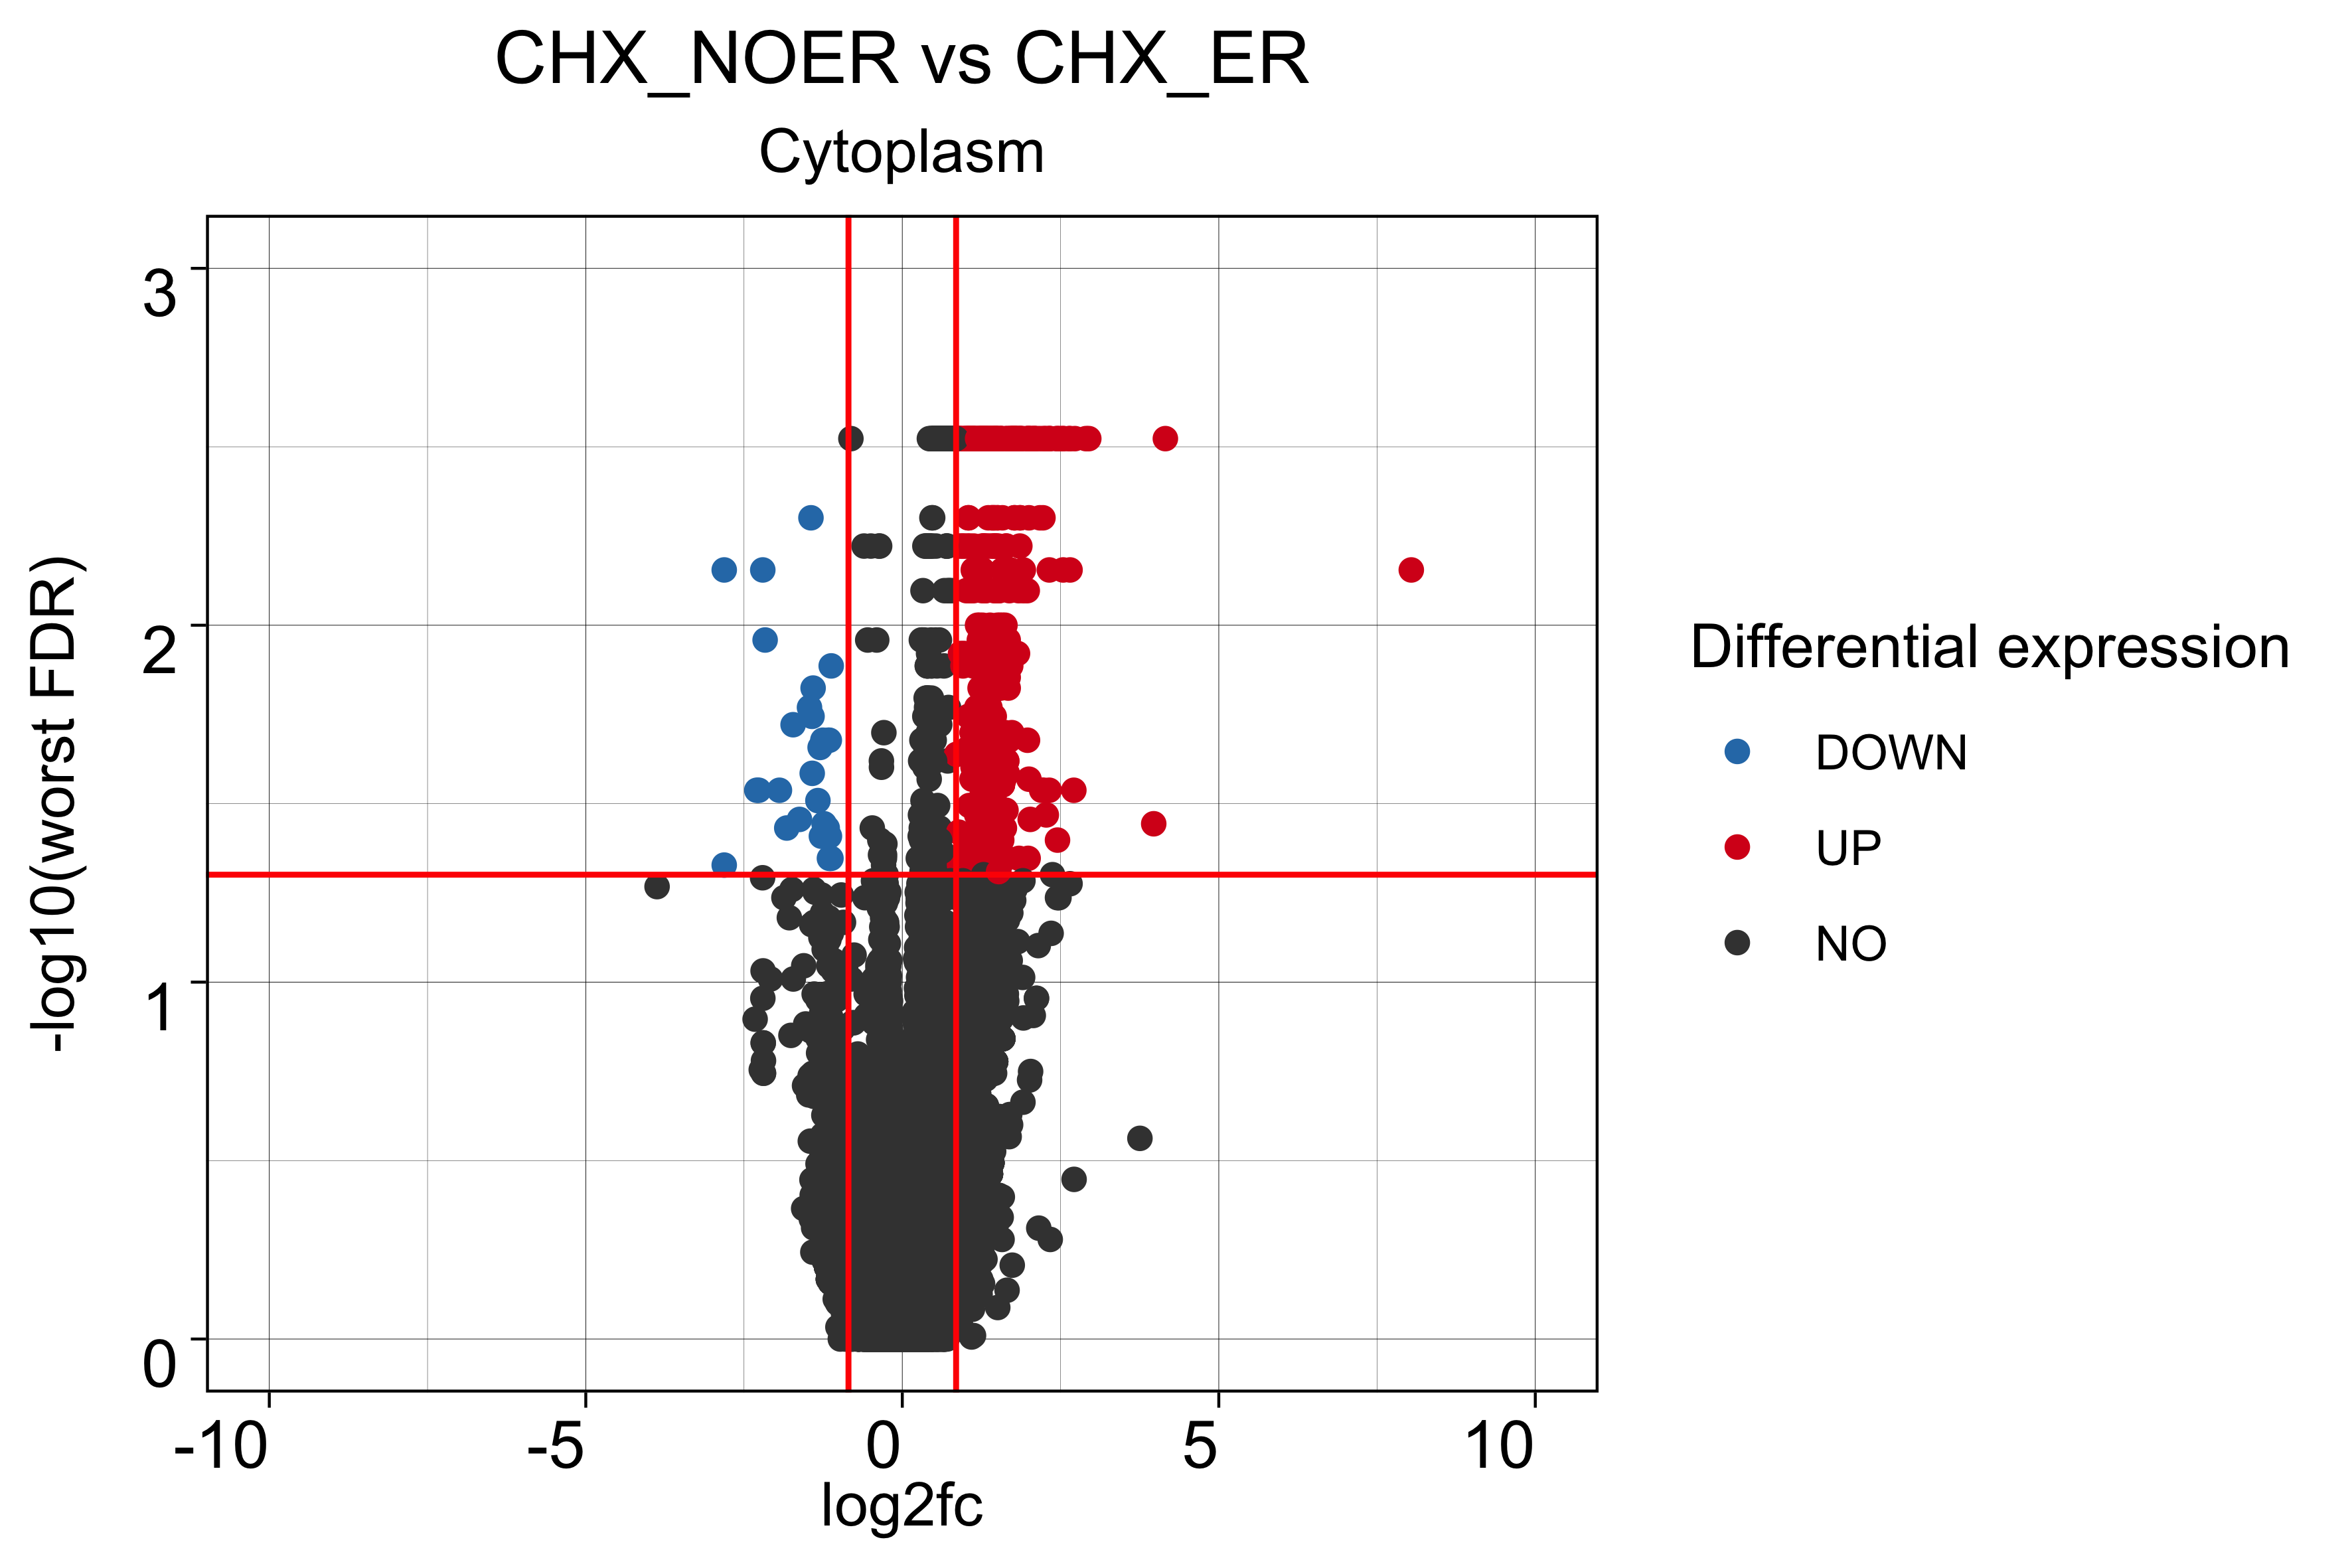 CHX_NOER vs CHX_ER
Cytoplasm
-log10(worst FDR)
3
2
1
0
-10 -5 0 5 10
log2fc
Differential expression
DOWN
UP
NO